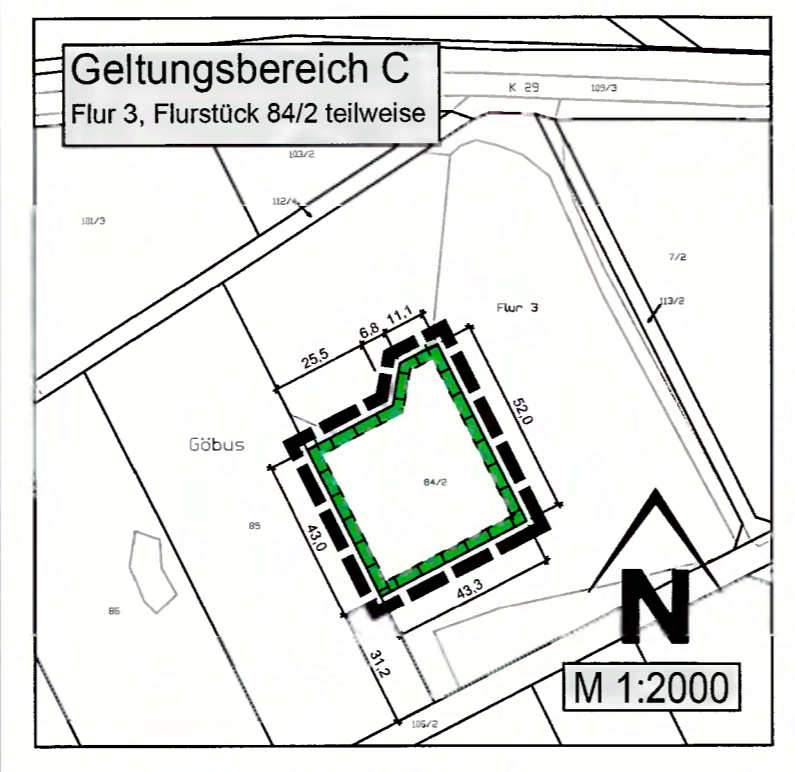 Geltungsbereich C
Flur 3, Flurstück 84/2 teilweise
K 29
109/3
103/2
112/4
101/3
7/2
113/2
Flur 3
11,1
6,8
25,5
52,0
Göbus
84/2
85
43,0
43,3
86
31,2
N
M 1:2000
106/2